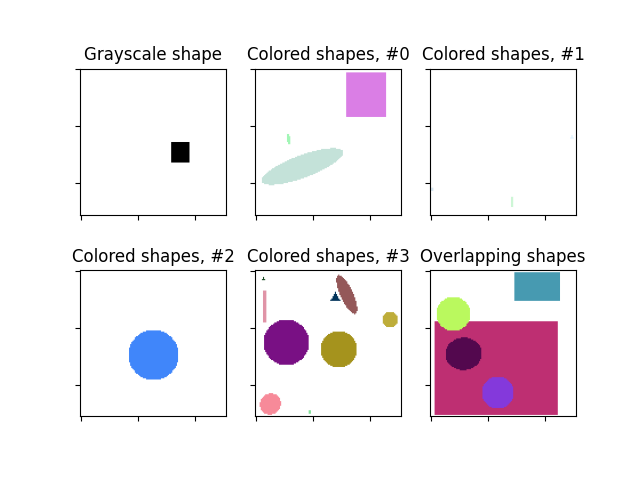 Grayscale shape
Colored shapes, #0
Colored shapes, #1
Colored shapes, #2
Colored shapes, #3
Overlapping shapes